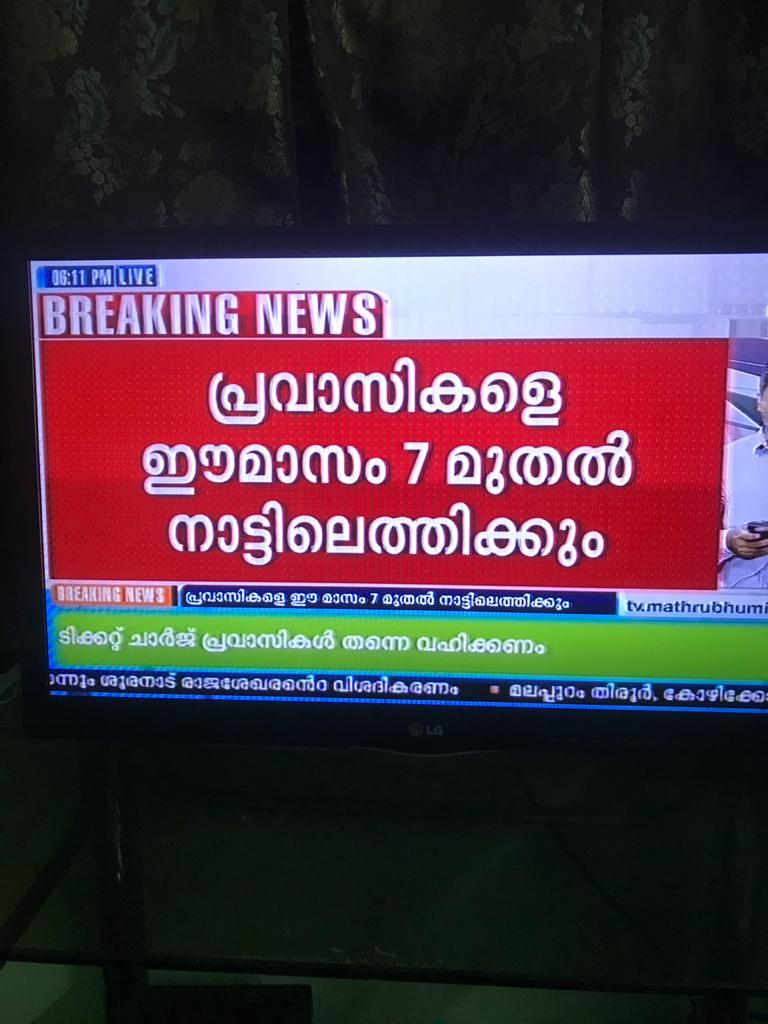 06:11 PM LIVE
BREAKING NEWS
പ്രവാസികളെ
ഈമാസം 7 മുതൽ
നാട്ടിലെത്തിക്കും
BREAKING NEWS പ്രവാസികളെ ഈ മാസം 7 മുതൽ നാട്ടിലെത്തിക്കും tv.mathrubhumi
ടിക്കറ്റ് ചാർജ് പ്രവാസികൾ തന്നെ വഹിക്കണം
ശൂരനാട് രാജശേഖരന്റെ വിശദീകരണം ▪ മലപ്പുറം തിരൂർ, 
LG